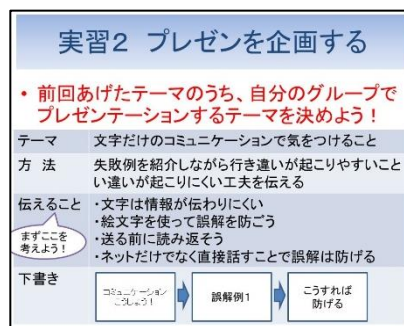 実習2 プレゼンを企画する
・前回あげたテーマのうち、自分のグループで
プレゼンテーションするテーマを決めよう!
テーマ 文字だけのコミュニケーションで気をつけること
方 法 失敗例を紹介しながら行き違いが起こりやすいこと
い違いが起こりにくい工夫を伝える
伝えること ・文字は情報が伝わりにくい
・絵文字を使って誤解を防ごう
・送る前に読み返そう
・ネットだけでなく直接話すことで誤解は防げる
まずここを
考えよう!
下書き
コミュニケーション
こうしよう!
誤解例1
こうすれば
防げる